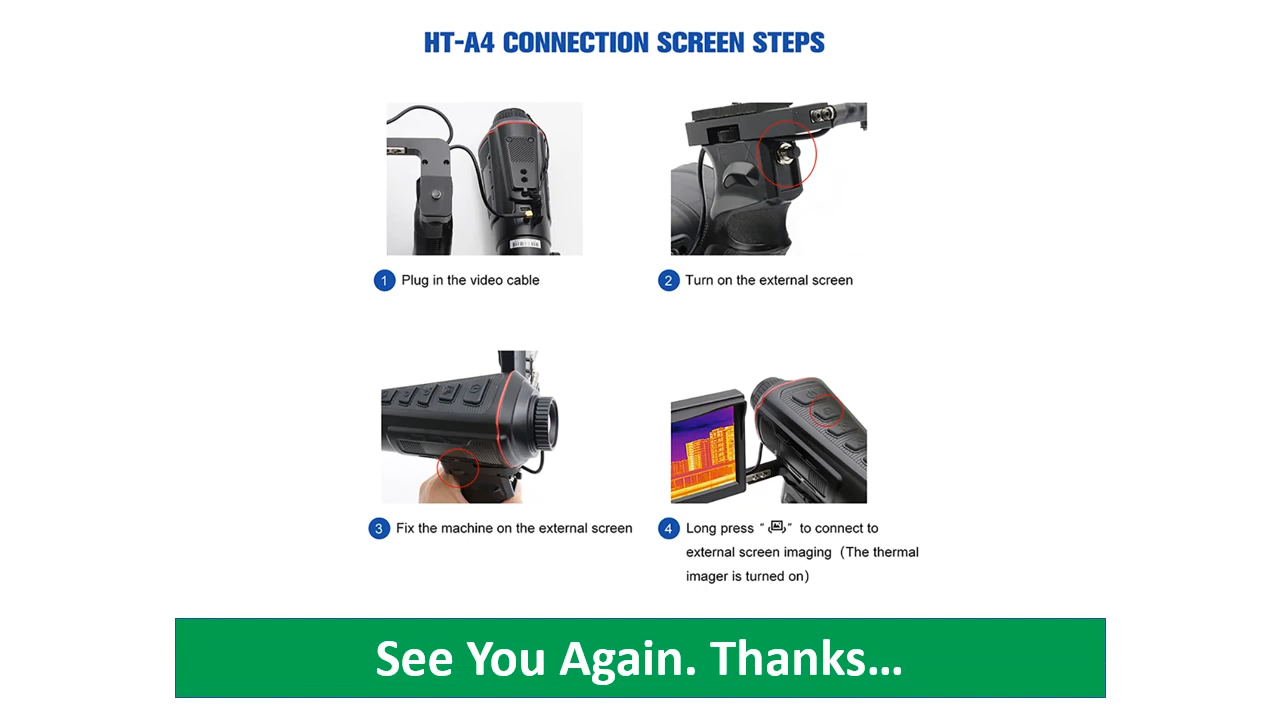 HT-A4 CONNECTION SCREEN STEPS
1 Plug in the video cable
2 Turn on the external screen
3 Fix the machine on the external screen
4 Long press “ ” to connect to
external screen imaging (The thermal
imager is turned on)
See You Again. Thanks...